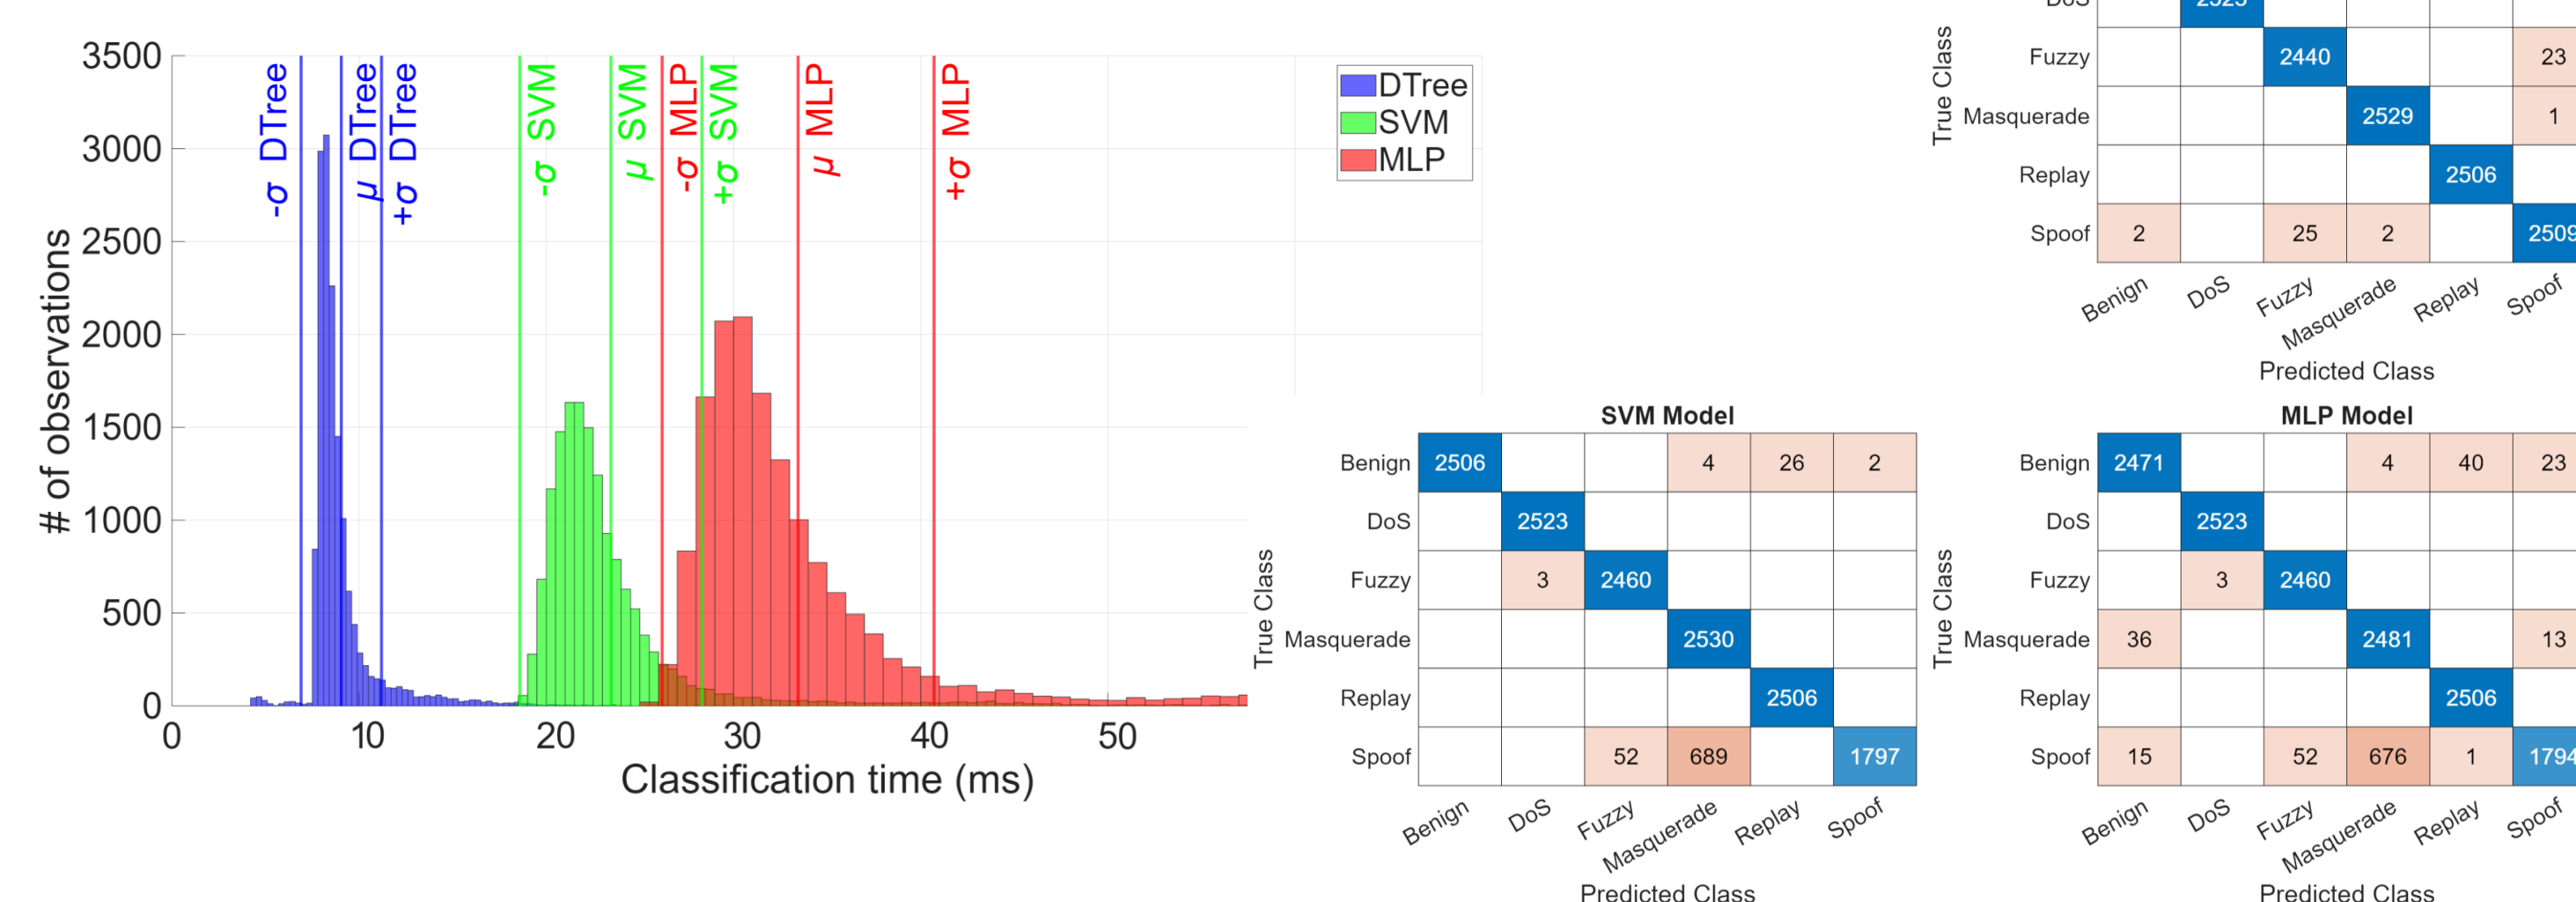 3500
3000
2500
2000
1500
1000
500
0
# of observations
-σ DTree
μ DTree
+σ DTree
-σ SVM
μ SVM
-σ MLP
+σ SVM
μ MLP
+σ MLP
DTree
SVM
MLP
0 10 20 30 40 50
Classification time (ms)
True Class
Fuzzy 2440 23
Masquerade 2529 1
Replay 2506
Spoof 2 25 2 2509
Benign DoS Fuzzy Masquerade Replay Spoof
Predicted Class
SVM Model
True Class
Benign 2506 4 26 2
DoS 2523
Fuzzy 3 2460
Masquerade 2530
Replay 2506
Spoof 52 689 1797
Benign DoS Fuzzy Masquerade Replay Spoof
Predicted Class
MLP Model
True Class
Benign 2471 4 40 23
DoS 2523
Fuzzy 3 2460
Masquerade 36 2481 13
Replay 2506
Spoof 15 52 676 1 1794
Benign DoS Fuzzy Masquerade Replay Spoof
Predicted Class